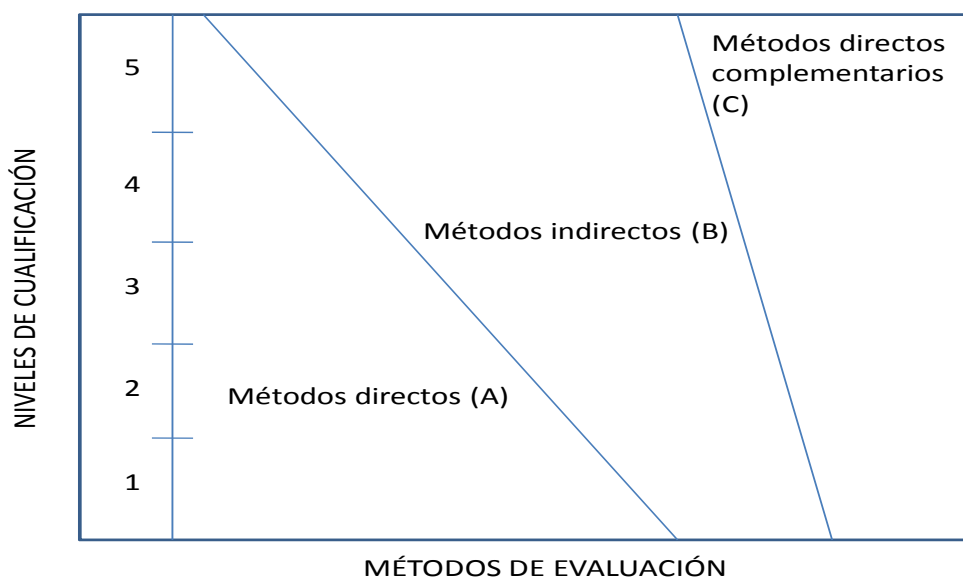 NIVELES DE CUALIFICACIÓN
5
4
3
2
1
Métodos directos
complementarios
(C)
Métodos indirectos (B)
Métodos directos (A)
MÉTODOS DE EVALUACIÓN